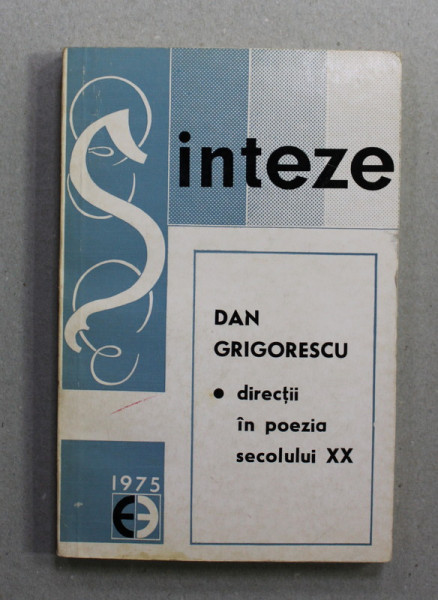 Sinteze
DAN
GRIGORESCU
• direcții
în poezia
secolului XX
1975